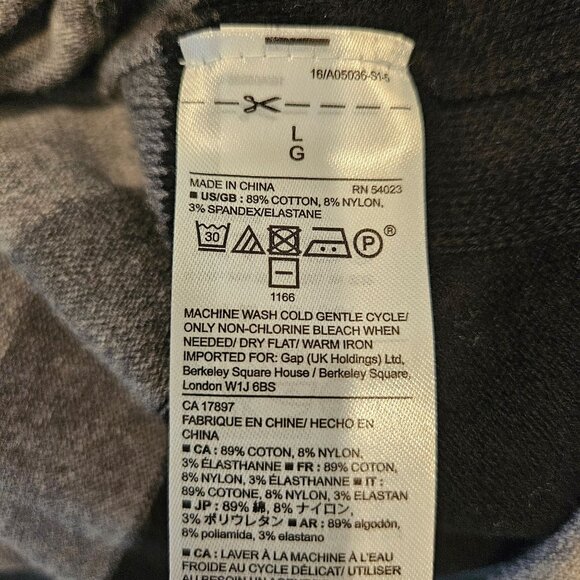 16/A05036-S1-5
L
G
MADE IN CHINA RN 54023
■ US/GB : 89% COTTON, 8% NYLON,
3% SPANDEX/ELASTANE
30 P ®
1166
MACHINE WASH COLD GENTLE CYCLE/
ONLY NON-CHLORINE BLEACH WHEN
NEEDED/ DRY FLAT/ WARM IRON
IMPORTED FOR: Gap (UK Holdings) Ltd,
Berkeley Square House / Berkeley Square,
London W1J 6BS
CA 17897
FABRIQUE EN CHINE/ HECHO EN
CHINA
■ CA : 89% COTON, 8% NYLON,
3% ÉLASTHANNE ■ FR : 89% COTON,
8% NYLON, 3% ÉLASTHANNE ■ IT :
89% COTONE, 8% NYLON, 3% ELASTAN
■ JP : 89% 綿, 8% ナイロン,
3% ポリウレタン ■ AR : 89% algodón,
8% poliamida, 3% elastano
■ CA : LAVER À LA MACHINE À L'EAU
FROIDE AU CYCLE DÉLICAT/ UTILISER